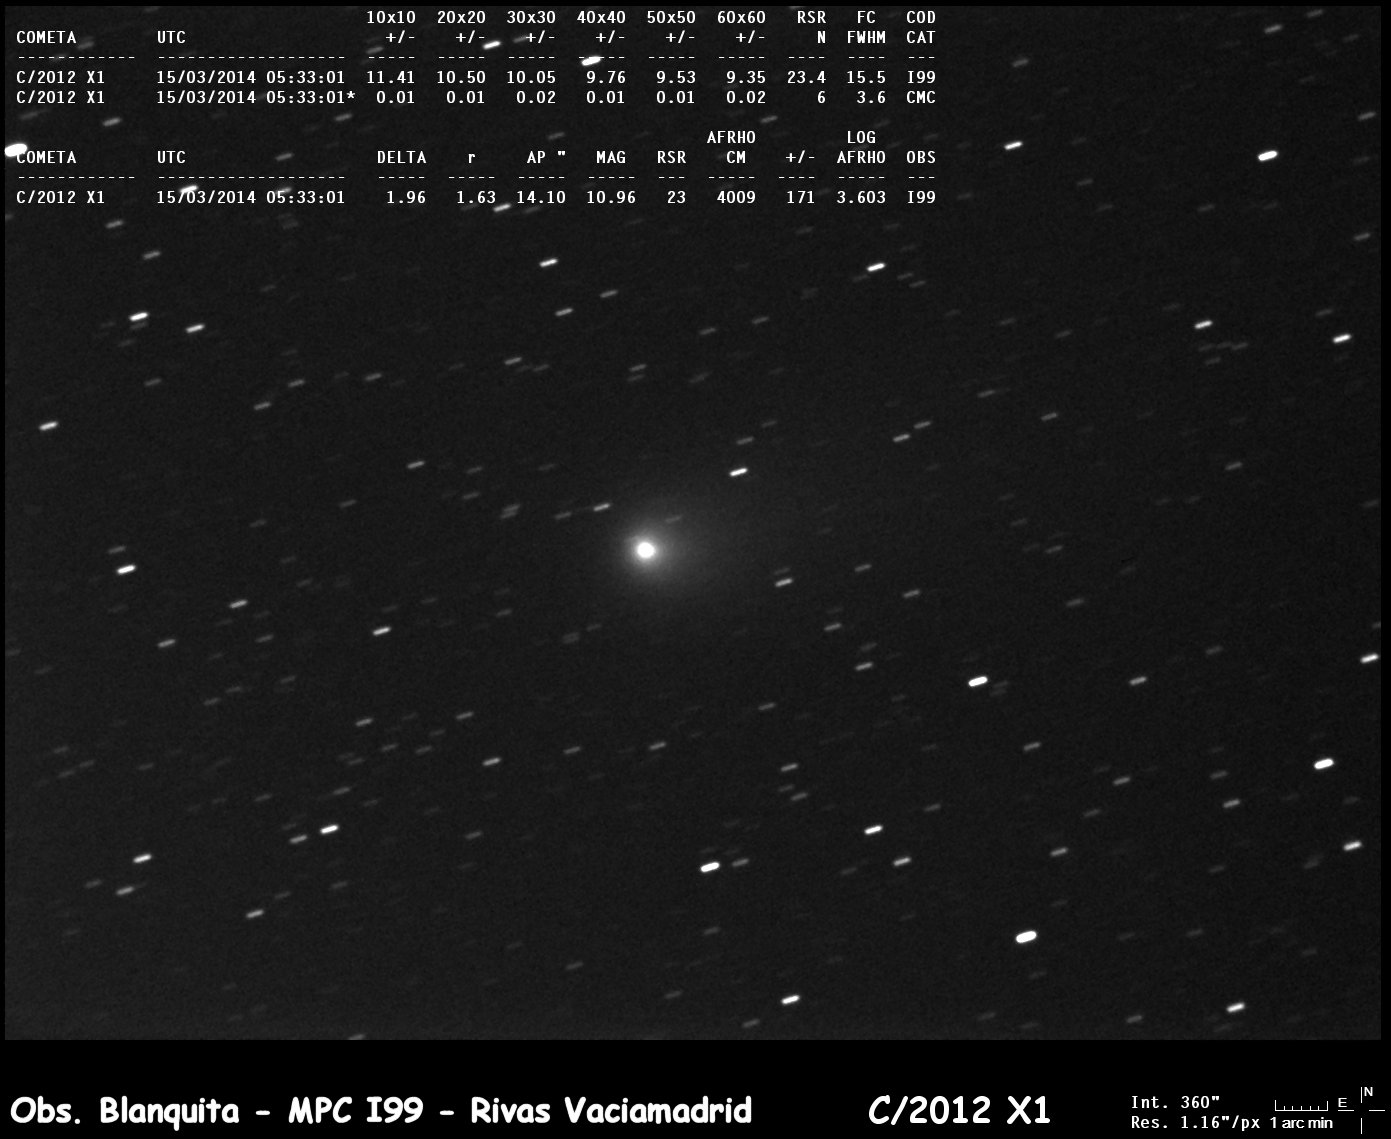 10x10 20x20 30x30 40x40 50x50 60x60 RSR FC COD
COMETA UTC +/- +/- +/- +/- +/- +/- N FWHM CAT
------------ ------------------- ----- ----- ----- ----- ----- ----- ---- ---- ---
C/2012 X1 15/03/2014 05:33:01 11.41 10.50 10.05 9.76 9.53 9.35 23.4 15.5 I99
C/2012 X1 15/03/2014 05:33:01* 0.01 0.01 0.02 0.01 0.01 0.02 6 3.6 CMC
AFRHO LOG
COMETA UTC DELTA r AP " MAG RSR CM +/- AFRHO OBS
------------ ------------------- ----- ----- ----- ----- --- ----- ---- ----- ---
C/2012 X1 15/03/2014 05:33:01 1.96 1.63 14.10 10.96 23 4009 171 3.603 I99
Obs. Blanquita - MPC I99 - Rivas Vaciamadrid
C/2012 X1
Int. 360" E N
Res. 1.16"/px 1 arc min